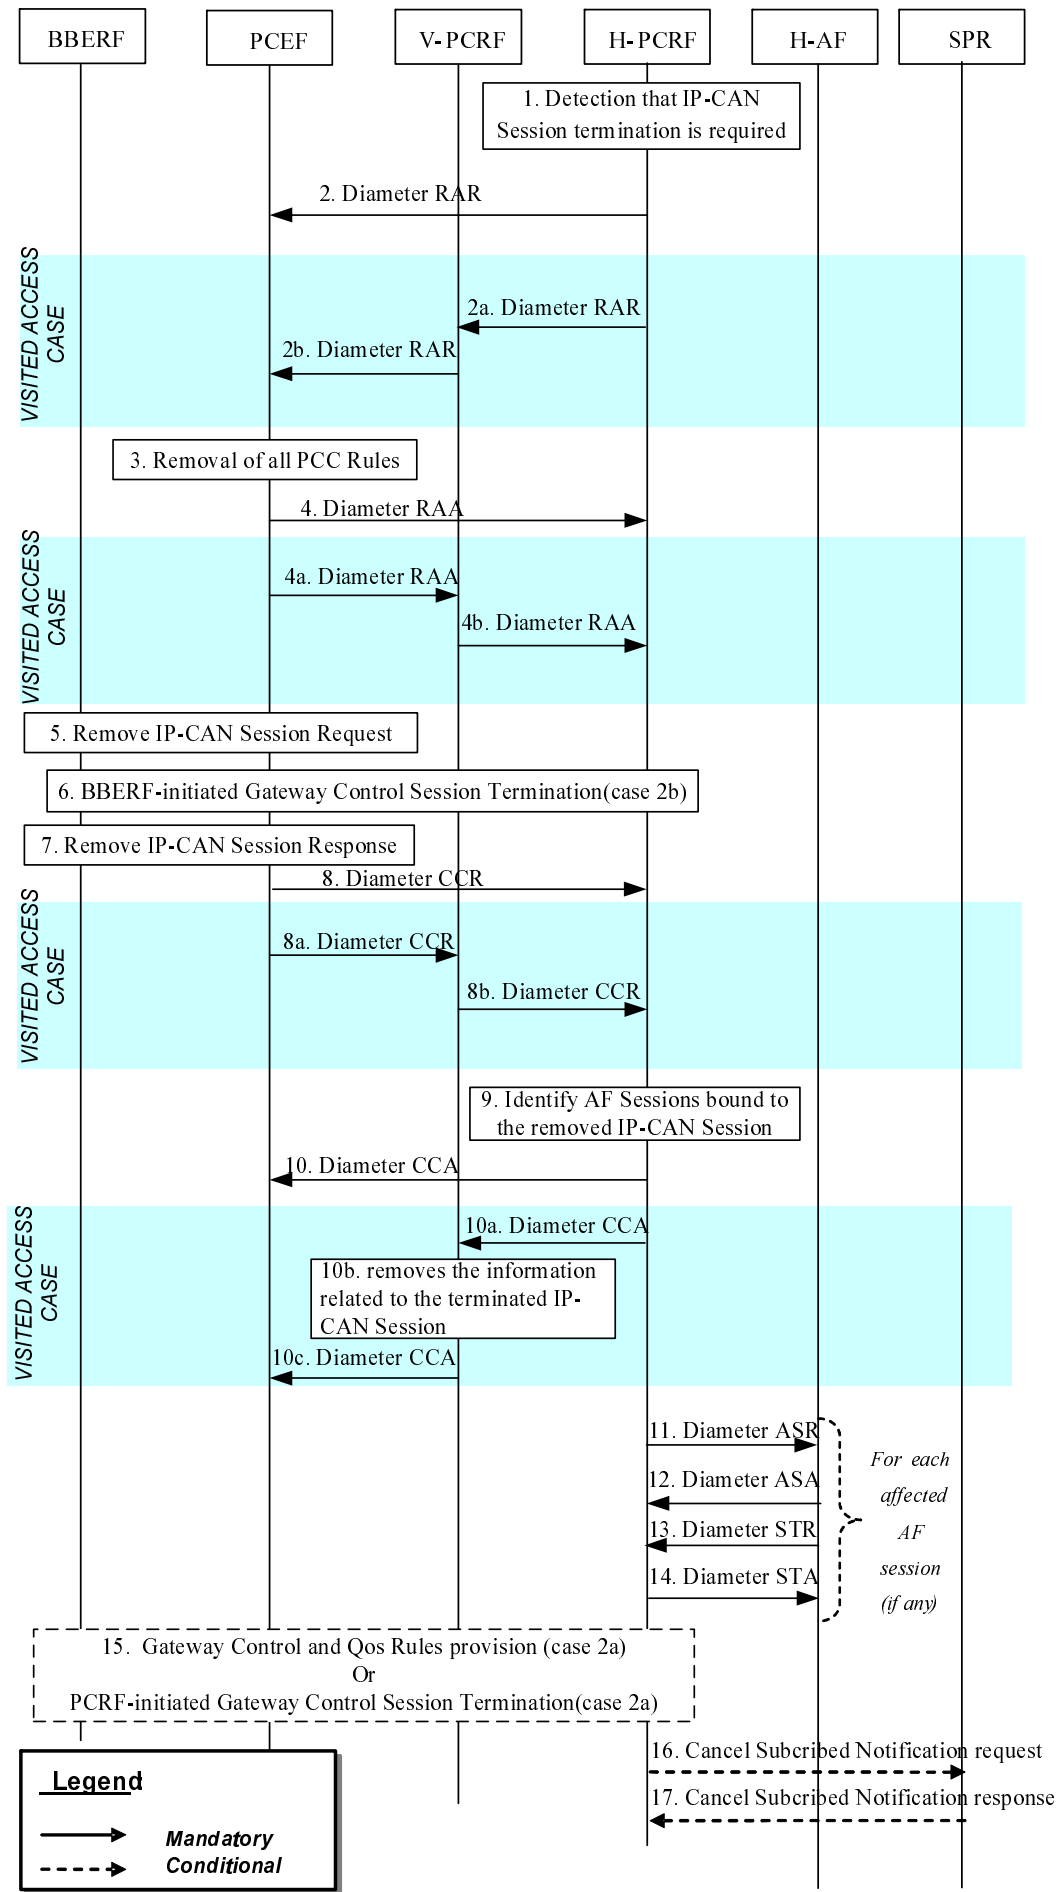 BBERF
PCEF
V-PCRF
H-PCRF
H-AF
SPR
1. Detection that IP-CAN
Session termination is required
2. Diameter RAR
VISITED ACCESS
CASE
2a. Diameter RAR
2b. Diameter RAR
3. Removal of all PCC Rules
4. Diameter RAA
VISITED ACCESS
CASE
4a. Diameter RAA
4b. Diameter RAA
5. Remove IP-CAN Session Request
6. BBERF-initiated Gateway Control Session Termination(case 2b)
7. Remove IP-CAN Session Response
8. Diameter CCR
VISITED ACCESS
CASE
8a. Diameter CCR
8b. Diameter CCR
9. Identify AF Sessions bound to
the removed IP-CAN Session
10. Diameter CCA
VISITED ACCESS
CASE
10a. Diameter CCA
10b. removes the information
related to the terminated IP-
CAN Session
10c. Diameter CCA
11. Diameter ASR
12. Diameter ASA
13. Diameter STR
14. Diameter STA
For each
affected
AF
session
(if any)
15. Gateway Control and Qos Rules provision (case 2a)
Or
PCRF-initiated Gateway Control Session Termination(case 2a)
16. Cancel Subcribed Notification request
17. Cancel Subcribed Notification response
Legend
Mandatory
Conditional